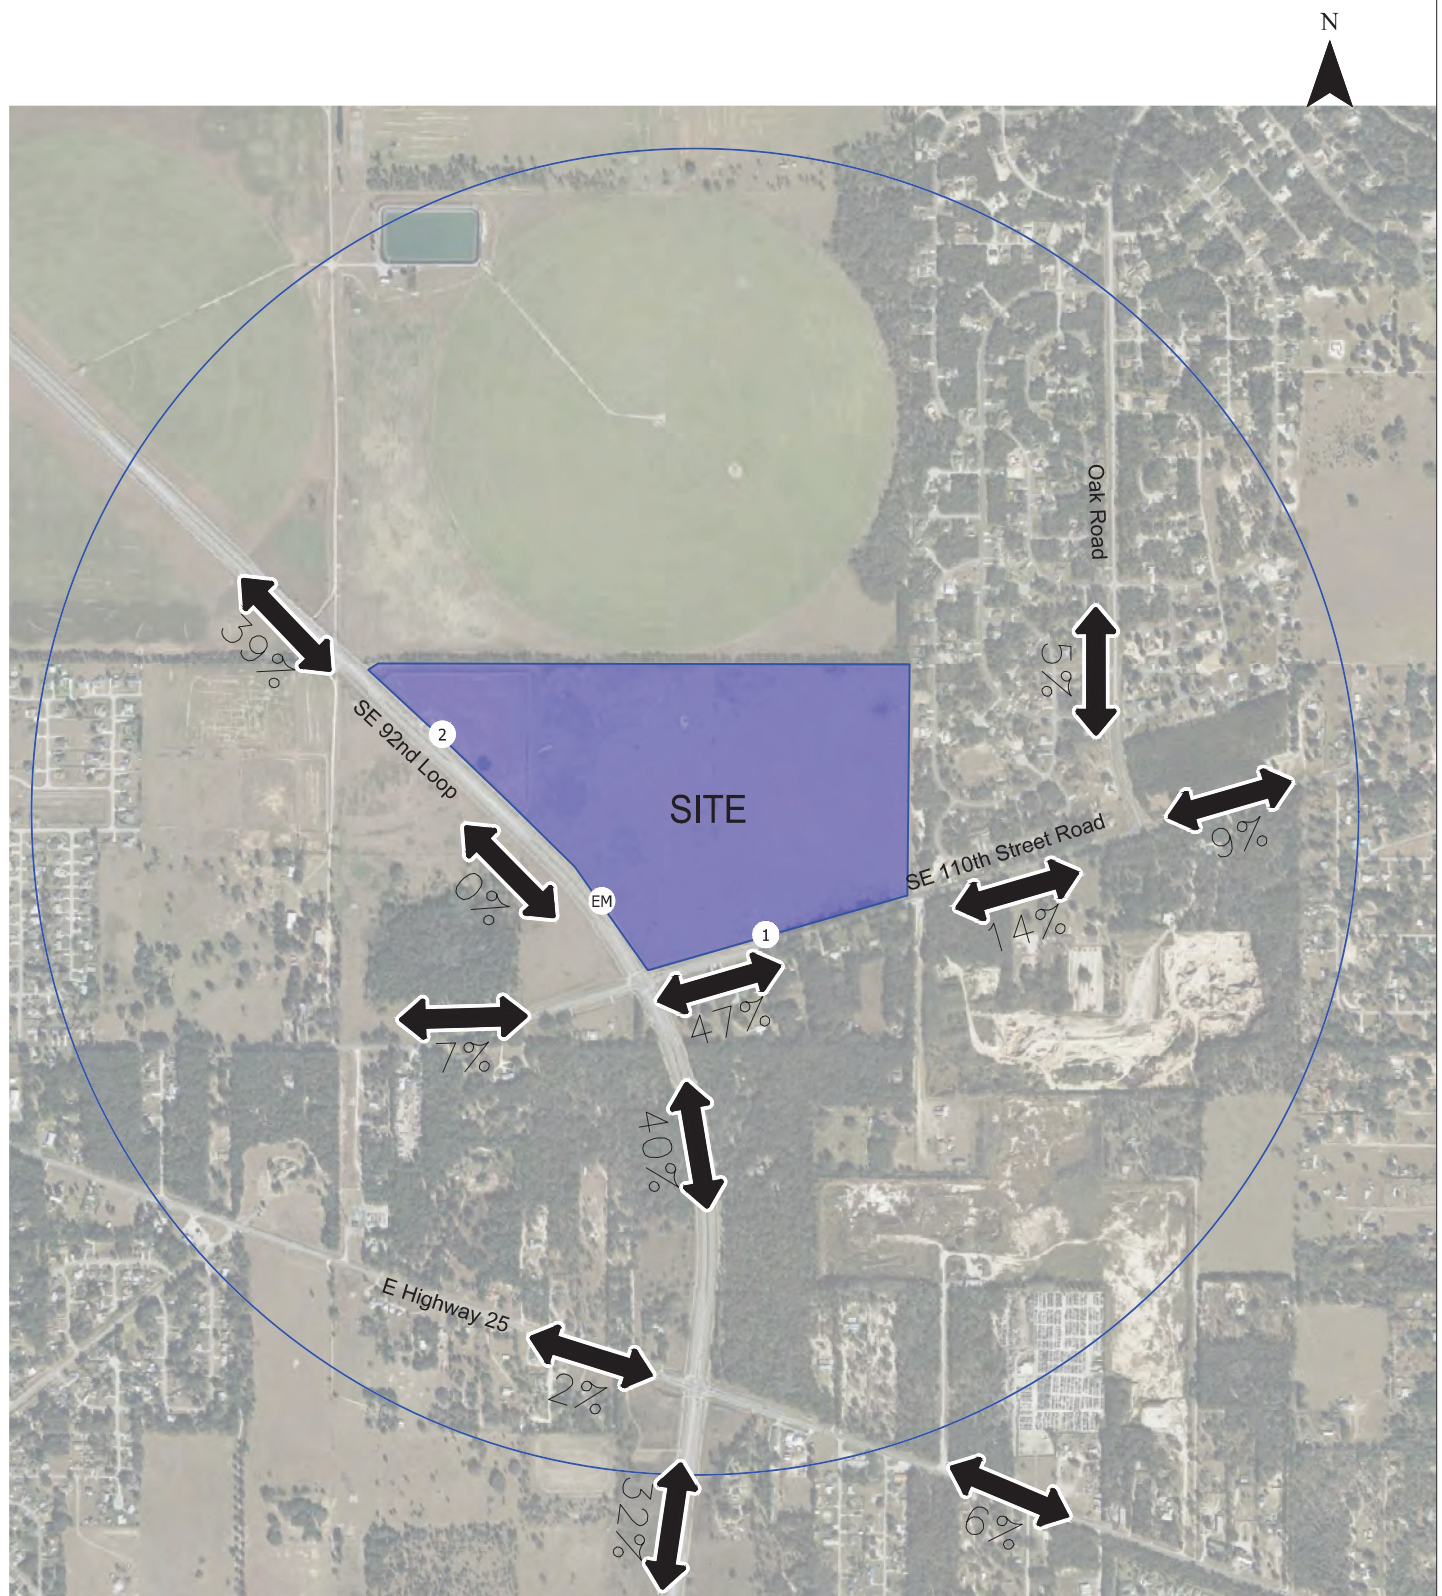 N
Oak Road
5%
39%
SE 92nd Loop
2
SITE
9%
SE 110th Street Road
14%
0%
EM
1
47%
7%
40%
E Highway 25
2%
32%
6%